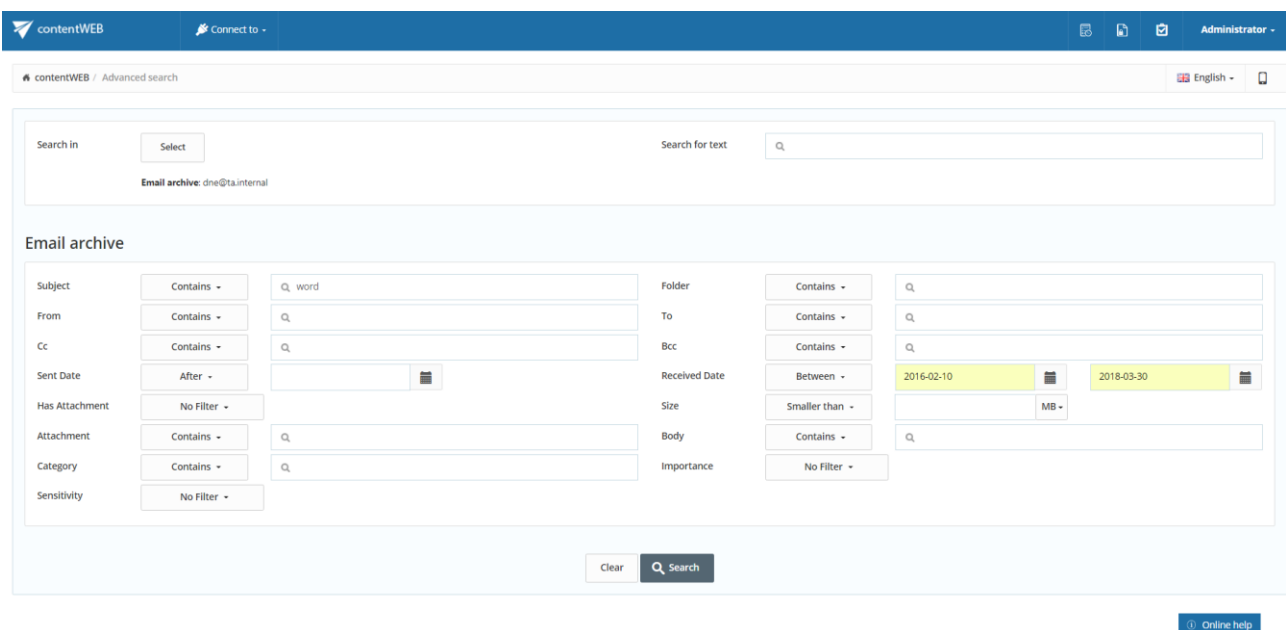 contentWEB Connect to Administrator
contentWEB / Advanced search English
Search in Select Search for text
Email archive: dne@ta.internal
Email archive
Subject Contains word Folder Contains
From Contains To Contains
Cc Contains Bcc Contains
Sent Date After Received Date Between 2016-02-10 2018-03-30
Has Attachment No Filter Size Smaller than MB
Attachment Contains Body Contains
Category Contains Importance No Filter
Sensitivity No Filter
Clear Search
Online help